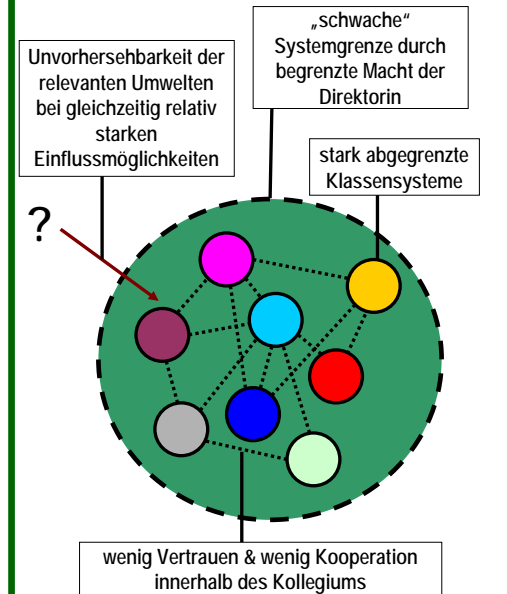 „schwache“
Systemgrenze durch
begrenzte Macht der
Direktorin
Unvorhersehbarkeit der
relevanten Umwelten
bei gleichzeitig relativ
starken
Einflussmöglichkeiten
stark abgegrenzte
Klassensysteme
?
wenig Vertrauen & wenig Kooperation
innerhalb des Kollegiums